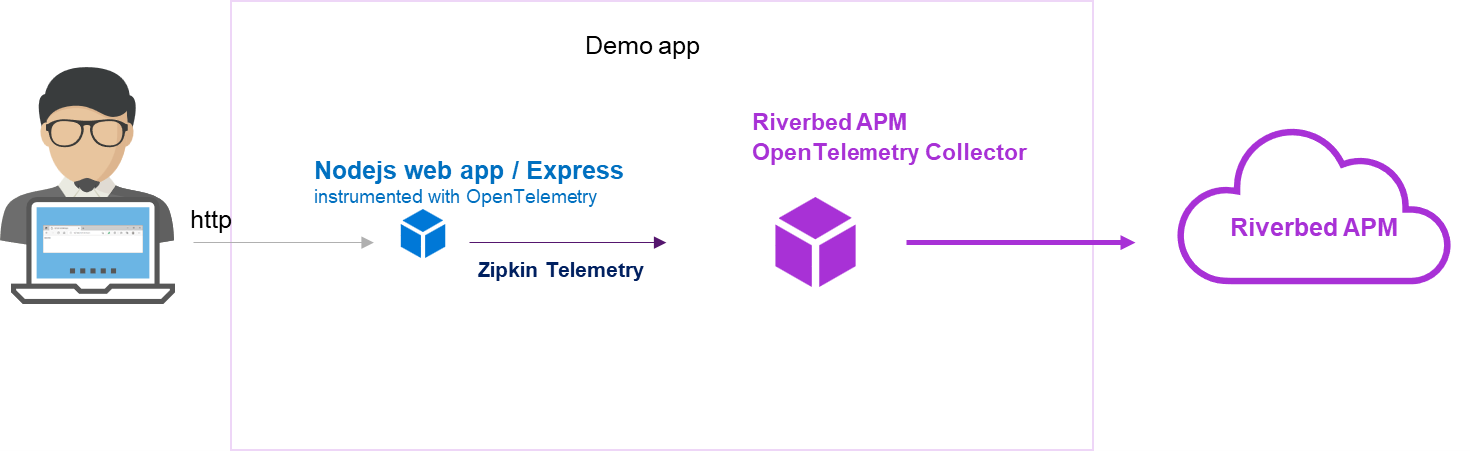 Demo app
Riverbed APM
OpenTelemetry Collector
Nodejs web app / Express
instrumented with OpenTelemetry
http
Zipkin Telemetry
Riverbed APM